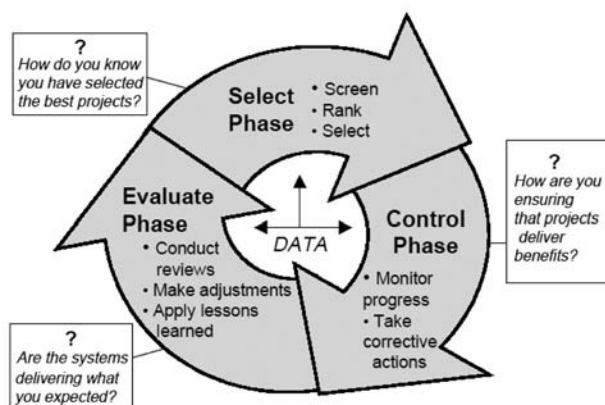 ?
How do you know
you have selected
the best projects?
Select
Phase
• Screen
• Rank
• Select
?
How are you
ensuring
that projects
deliver
benefits?
Evaluate
Phase
• Conduct
reviews
• Make adjustments
• Apply lessons
learned
DATA
Control
Phase
• Monitor
progress
• Take
corrective
actions
?
Are the systems
delivering what
you expected?